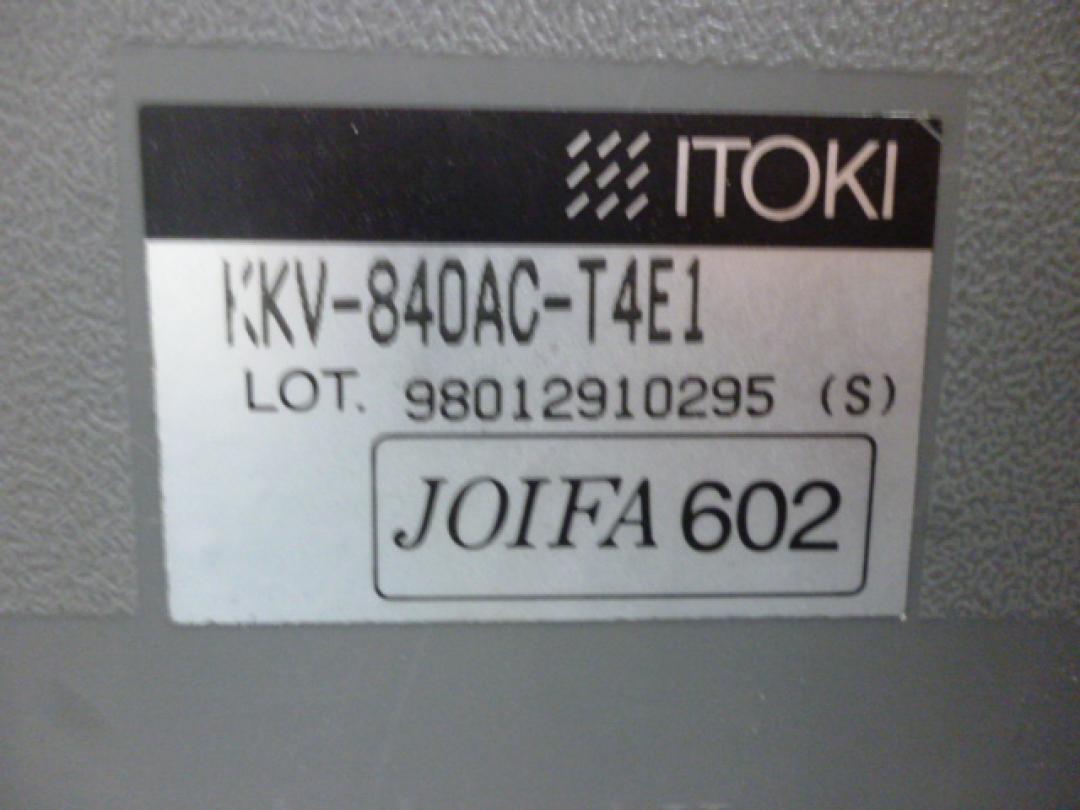 ITOKI
KKV-840AC-T4E1
LOT. 98012910295 (S)
JOIFA 602